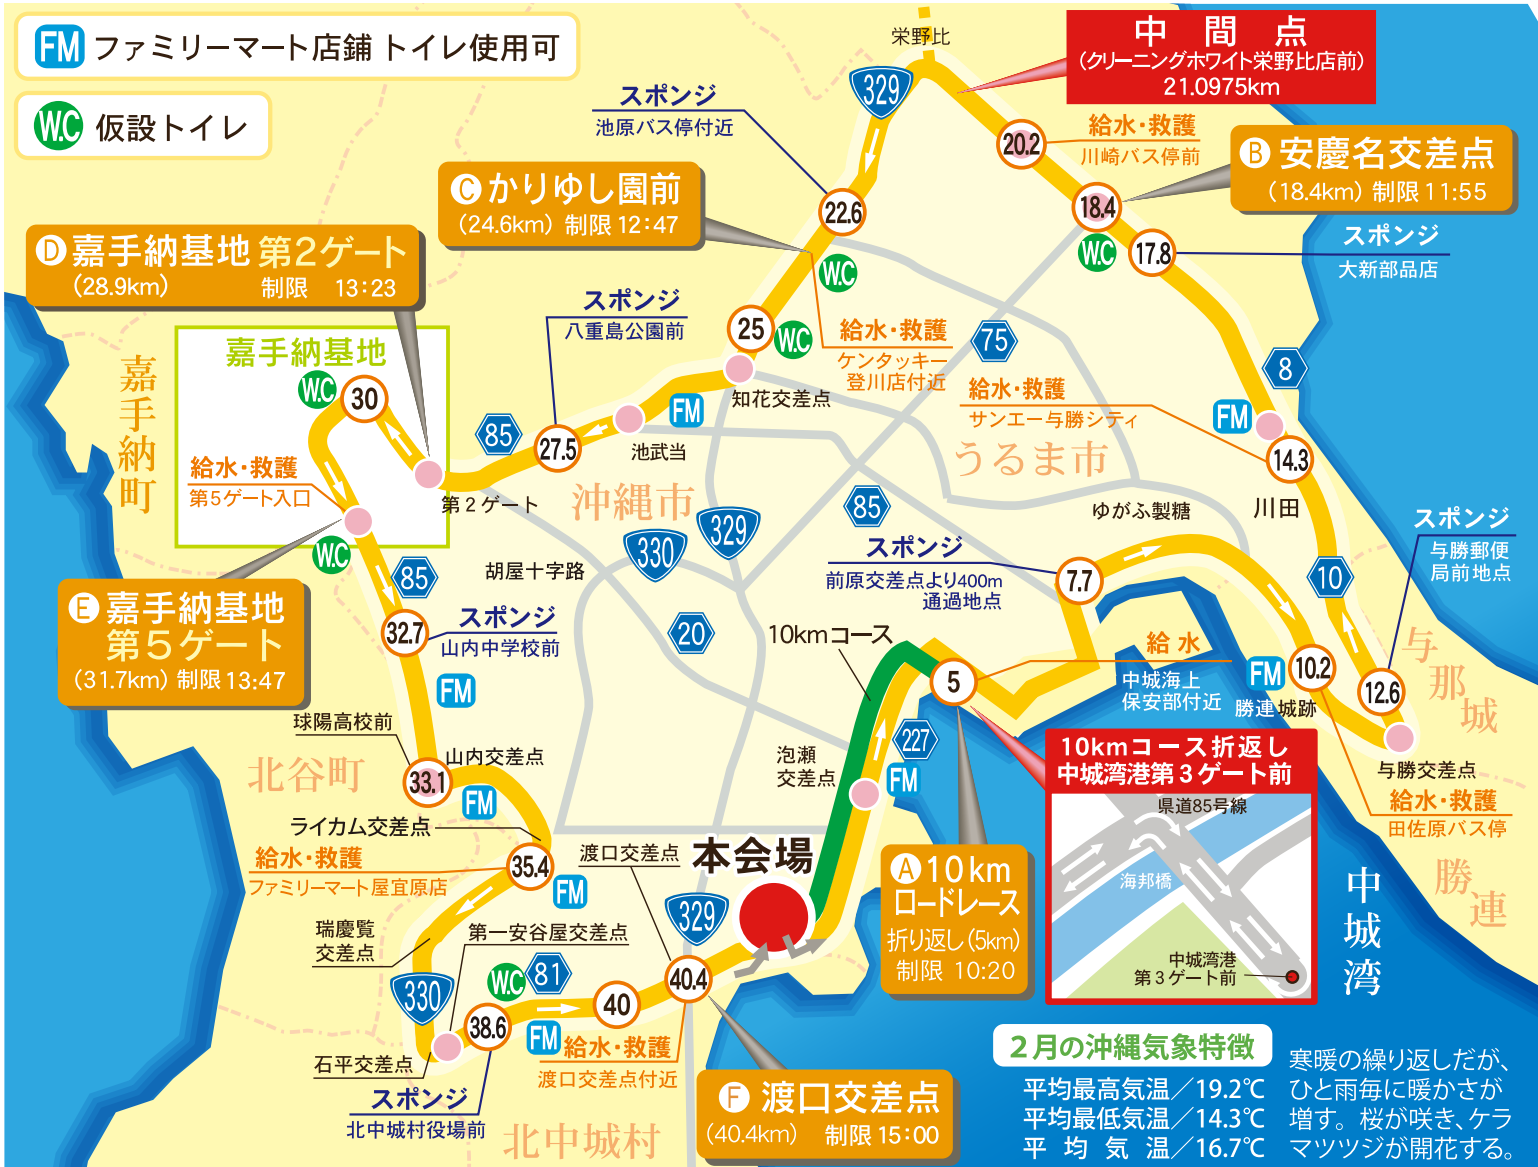 FM ファミリーマート店舗 トイレ使用可
W.C 仮設トイレ
栄野比
中間点
(クリーニングホワイト栄野比店前)
21.0975km
329
スポンジ
池原バス停付近
給水・救護
川崎バス停前
20.2
B 安慶名交差点
(18.4km) 制限 11:55
C かりゆし園前
(24.6km) 制限 12:47
22.6
18.4
W.C
17.8
スポンジ
大新部品店
D 嘉手納基地 第2ゲート
(28.9km) 制限 13:23
W.C
スポンジ
八重島公園前
25
W.C
給水・救護
ケンタッキー
登川店付近
75
8
嘉手納町
嘉手納基地
W.C
30
知花交差点
FM
給水・救護
サンエー与勝シティ
FM
85
27.5
池武当
うるま市
14.3
給水・救護
第5ゲート入口
第2ゲート
沖縄市
85
ゆがふ製糖
川田
スポンジ
与勝郵便
局前地点
329
330
W.C
85
胡屋十字路
スポンジ
前原交差点より400m
通過地点
7.7
10
E 嘉手納基地
第5ゲート
(31.7km) 制限 13:47
32.7
スポンジ
山内中学校前
20
10kmコース
給水
中城海上
保安部付近
5
FM
10.2
勝連城跡
12.6
与那城
FM
球陽高校前
山内交差点
33.1
北谷町
FM
泡瀬
交差点
227
FM
10kmコース折返し
中城湾港第3ゲート前
県道85号線
海邦橋
中城湾港
第3ゲート前
与勝交差点
給水・救護
田佐原バス停
勝連
ライカム交差点
給水・救護
ファミリーマート屋宜原店
35.4
FM
渡口交差点
本会場
A 10km
ロードレース
折り返し(5km)
制限 10:20
中城湾
瑞慶覧
交差点
第一安谷屋交差点
329
330
W.C
81
40.4
40
38.6
FM
給水・救護
渡口交差点付近
石平交差点
スポンジ
北中城村役場前
北中城村
F 渡口交差点
(40.4km) 制限 15:00
2月の沖縄気象特徴
平均最高気温／19.2℃
平均最低気温／14.3℃
平均気温／16.7℃
寒暖の繰り返しだが、
ひと雨毎に暖かさが
増す。桜が咲き、ケラ
マツツジが開花する。